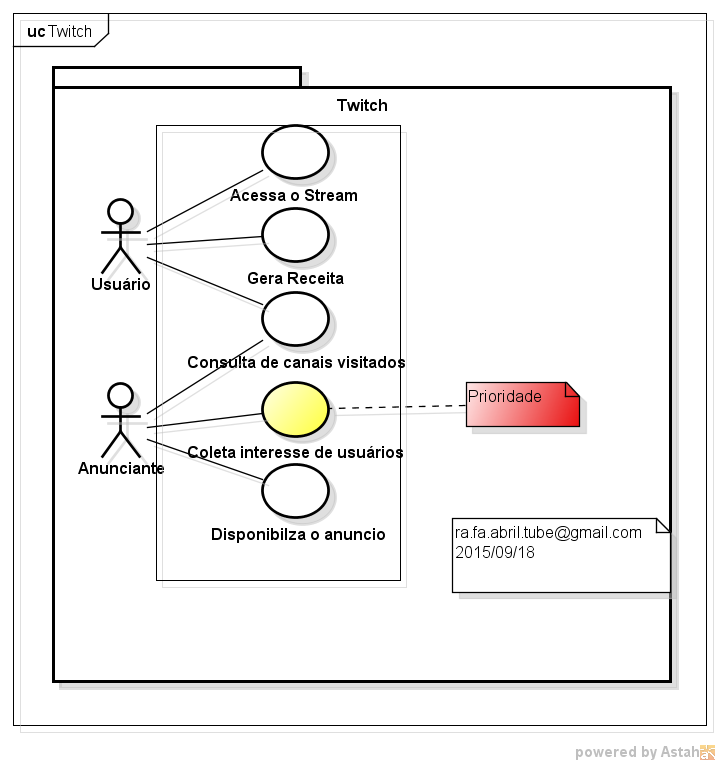 uc Twitch
Twitch
Acessa o Stream
Usuário
Gera Receita
Consulta de canais visitados
Prioridade
Anunciante
Coleta interesse de usuários
Disponibilza o anuncio
ra.fa.abril.tube@gmail.com
2015/09/18
powered by Astah